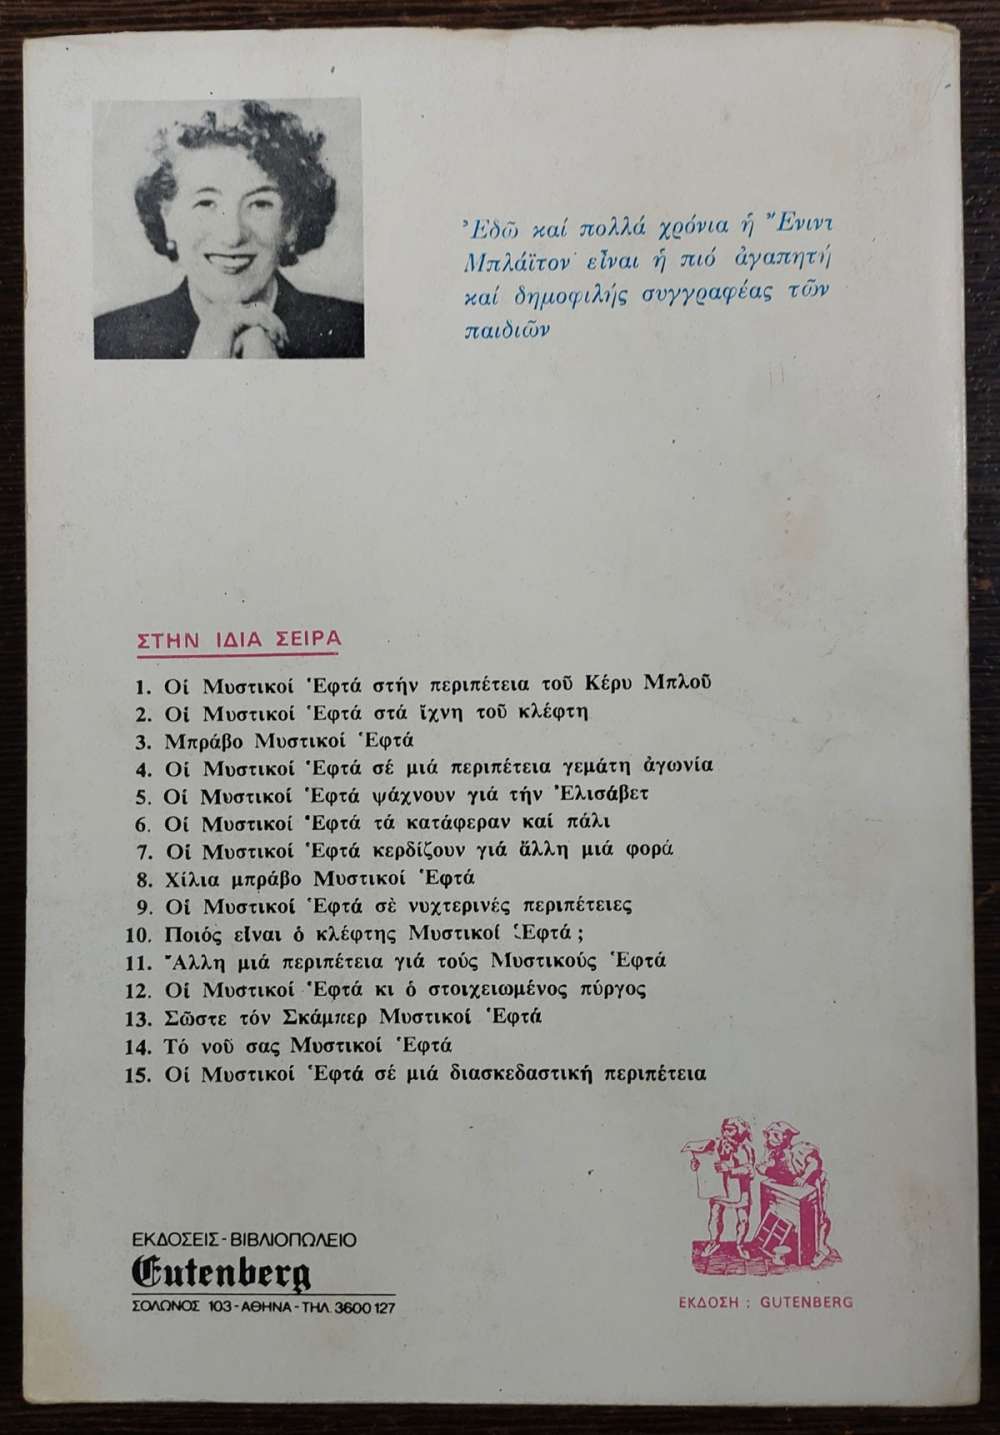 Ἐδῶ καί πολλά χρόνια ἡ Ἔνιντ
Μπλάϊτον εἶναι ἡ πιό ἀγαπητή
καί δημοφιλής συγγραφέας τῶν
παιδιῶν
ΣΤΗΝ ΙΔΙΑ ΣΕΙΡΑ
1. Οἱ Μυστικοί Ἑφτά στήν περιπέτεια τοῦ Κέρυ Μπλοῦ
2. Οἱ Μυστικοί Ἑφτά στά ἴχνη τοῦ κλέφτη
3. Μπράβο Μυστικοί Ἑφτά
4. Οἱ Μυστικοί Ἑφτά σέ μιά περιπέτεια γεμάτη ἀγωνία
5. Οἱ Μυστικοί Ἑφτά ψάχνουν γιά τήν Ἐλισάβετ
6. Οἱ Μυστικοί Ἑφτά τά κατάφεραν καί πάλι
7. Οἱ Μυστικοί Ἑφτά κερδίζουν γιά ἄλλη μιά φορά
8. Χίλια μπράβο Μυστικοί Ἑφτά
9. Οἱ Μυστικοί Ἑφτά σὲ νυχτερινές περιπέτειες
10. Ποιός εἶναι ὁ κλέφτης Μυστικοί Ἑφτά ;
11. Ἄλλη μιά περιπέτεια γιά τούς Μυστικούς Ἑφτά
12. Οἱ Μυστικοί Ἑφτά κι ὁ στοιχειωμένος πύργος
13. Σῶστε τόν Σκάμπερ Μυστικοί Ἑφτά
14. Τό νοῦ σας Μυστικοί Ἑφτά
15. Οἱ Μυστικοί Ἑφτά σέ μιά διασκεδαστική περιπέτεια
ΕΚΔΟΣΕΙΣ - ΒΙΒΛΙΟΠΩΛΕΙΟ
Gutenberg
ΣΟΛΩΝΟΣ 103 - ΑΘΗΝΑ - ΤΗΛ. 3600 127
ΕΚΔΟΣΗ : GUTENBERG